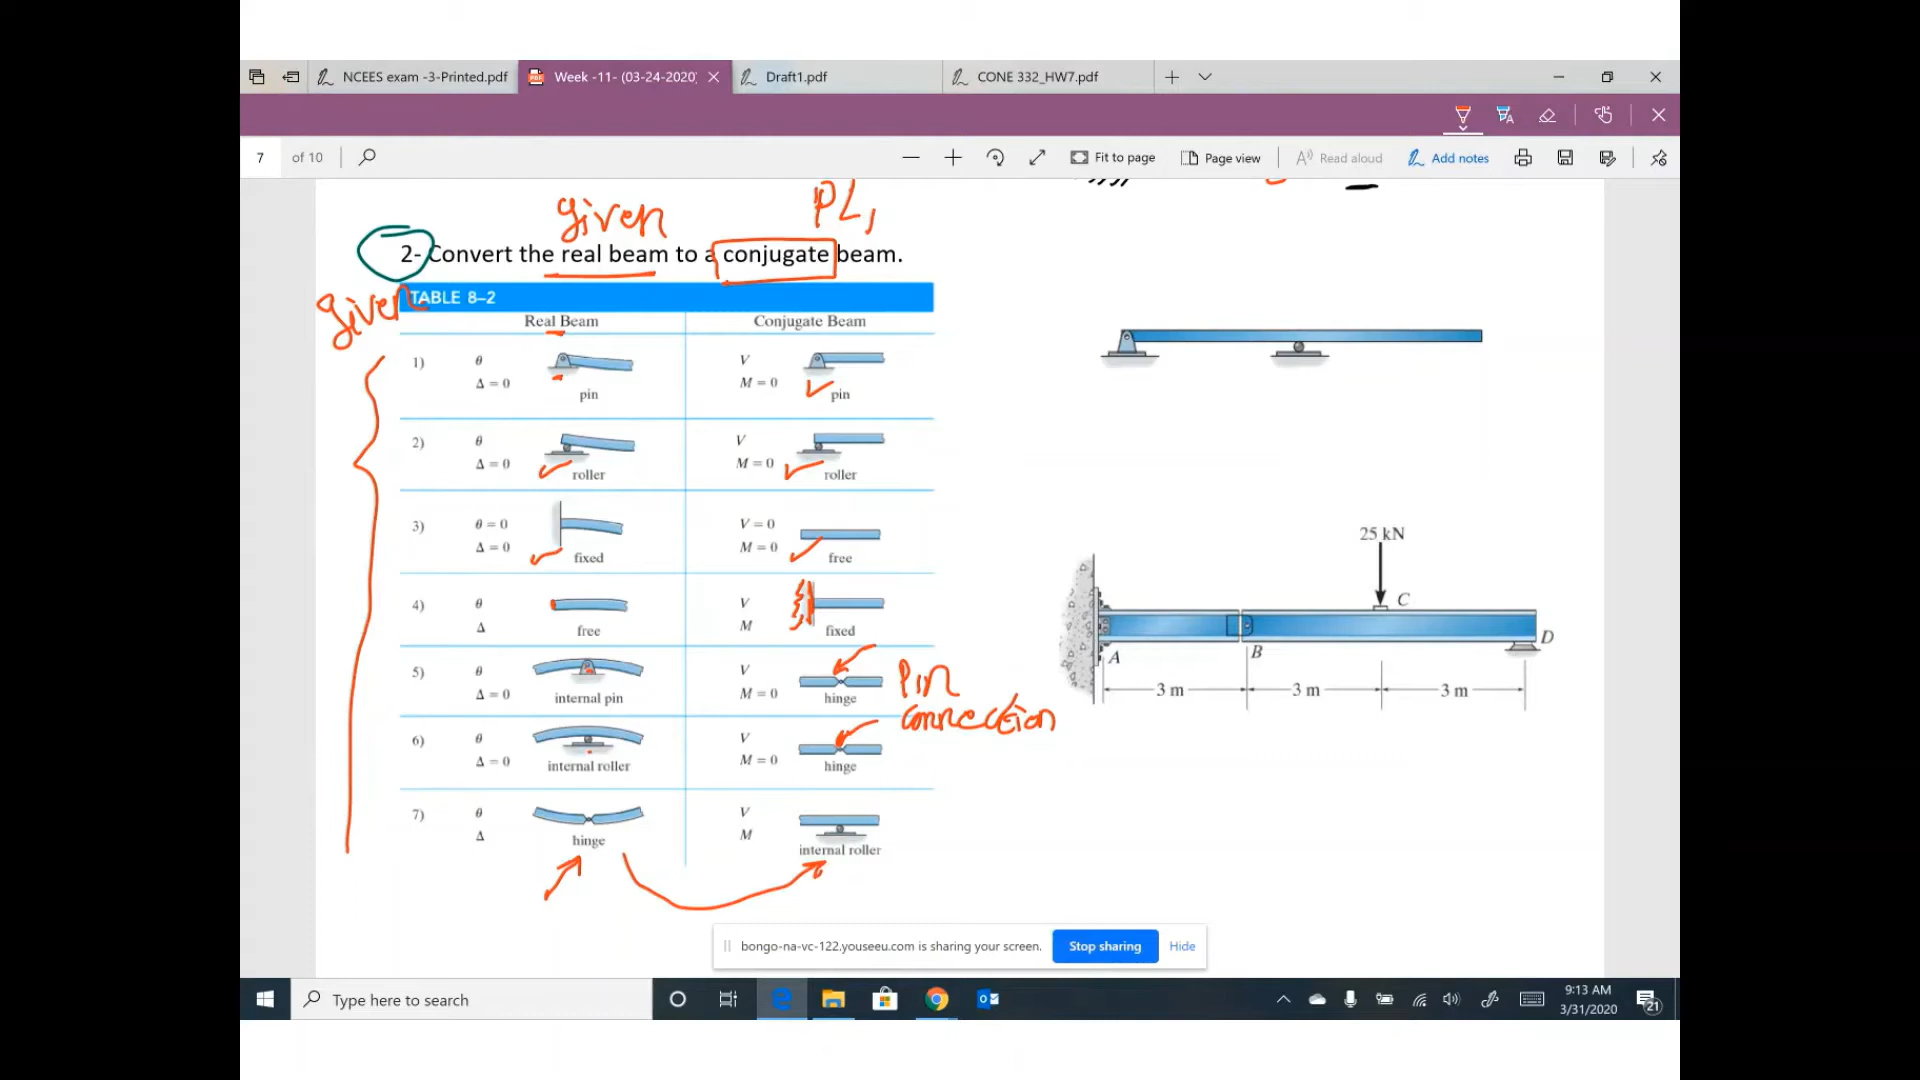 NCEES exam -3-Printed.pdf
Week -11- (03-24-2020)
Draft1.pdf
CONE 332_HW7.pdf
7 of 10
Fit to page
Page view
Read aloud
Add notes
given
PL,
2- Convert the real beam to a conjugate beam.
given
TABLE 8–2
Real Beam
Conjugate Beam
1) θ
Δ = 0
pin
V
M = 0
pin
2) θ
Δ = 0
roller
V
M = 0
roller
3) θ = 0
Δ = 0
fixed
V = 0
M = 0
free
4) θ
Δ
free
V
M
fixed
5) θ
Δ = 0
internal pin
V
M = 0
hinge
Pin
connection
6) θ
Δ = 0
internal roller
V
M = 0
hinge
7) θ
Δ
hinge
V
M
internal roller
25 kN
C
D
A
B
3 m
3 m
3 m
bongo-na-vc-122.youseeu.com is sharing your screen.
Stop sharing
Hide
Type here to search
9:13 AM
3/31/2020
21